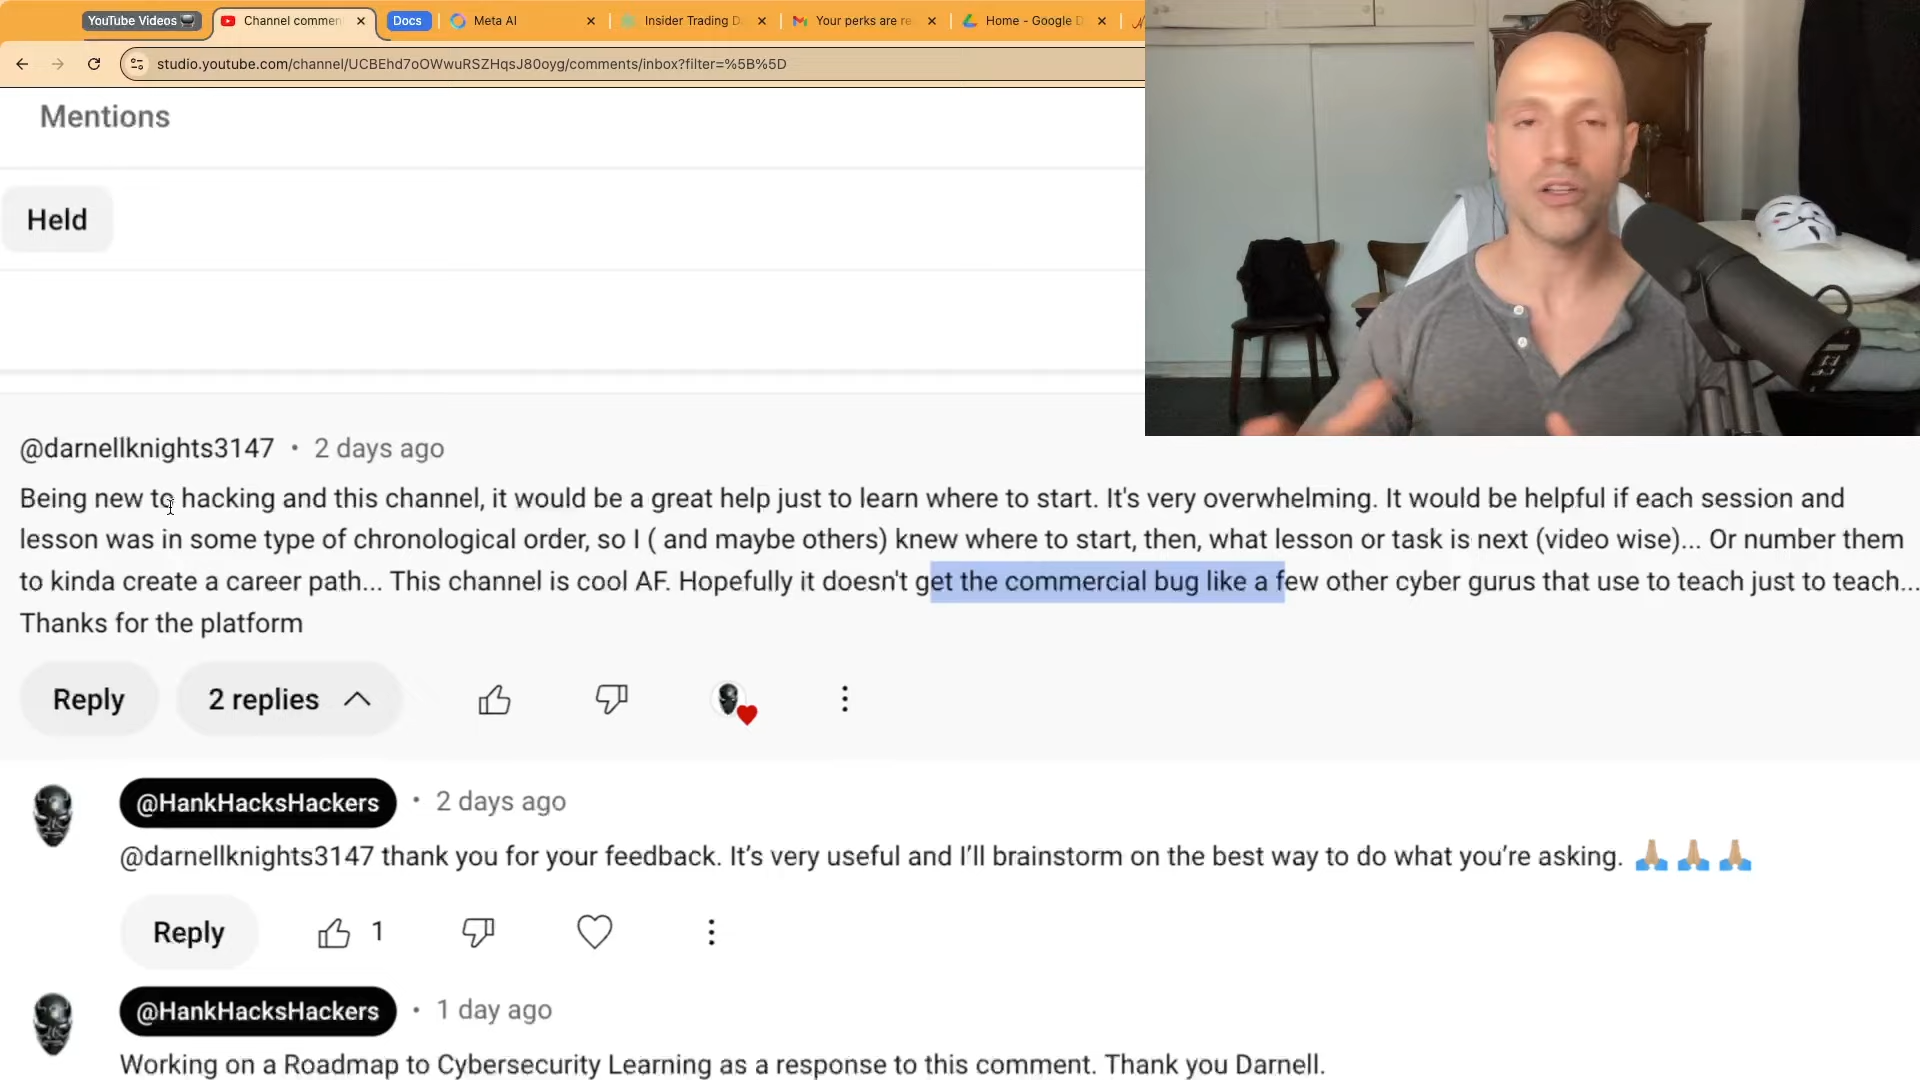 YouTube Videos
Channel commen
Docs
Meta AI
Insider Trading D
Your perks are re
Home - Google D
studio.youtube.com/channel/UCBEhd7oOWwuRSZHqsJ80oyg/comments/inbox?filter=%5B%5D
Mentions
Held
@darnellknights3147 • 2 days ago
Being new to hacking and this channel, it would be a great help just to learn where to start. It's very overwhelming. It would be helpful if each session and
lesson was in some type of chronological order, so I ( and maybe others) knew where to start, then, what lesson or task is next (video wise)... Or number them
to kinda create a career path... This channel is cool AF. Hopefully it doesn't get the commercial bug like a few other cyber gurus that use to teach just to teach...
Thanks for the platform
Reply
2 replies
@HankHacksHackers • 2 days ago
@darnellknights3147 thank you for your feedback. It’s very useful and I’ll brainstorm on the best way to do what you’re asking. 🙏🏼🙏🏼🙏🏼
Reply
1
@HankHacksHackers • 1 day ago
Working on a Roadmap to Cybersecurity Learning as a response to this comment. Thank you Darnell.